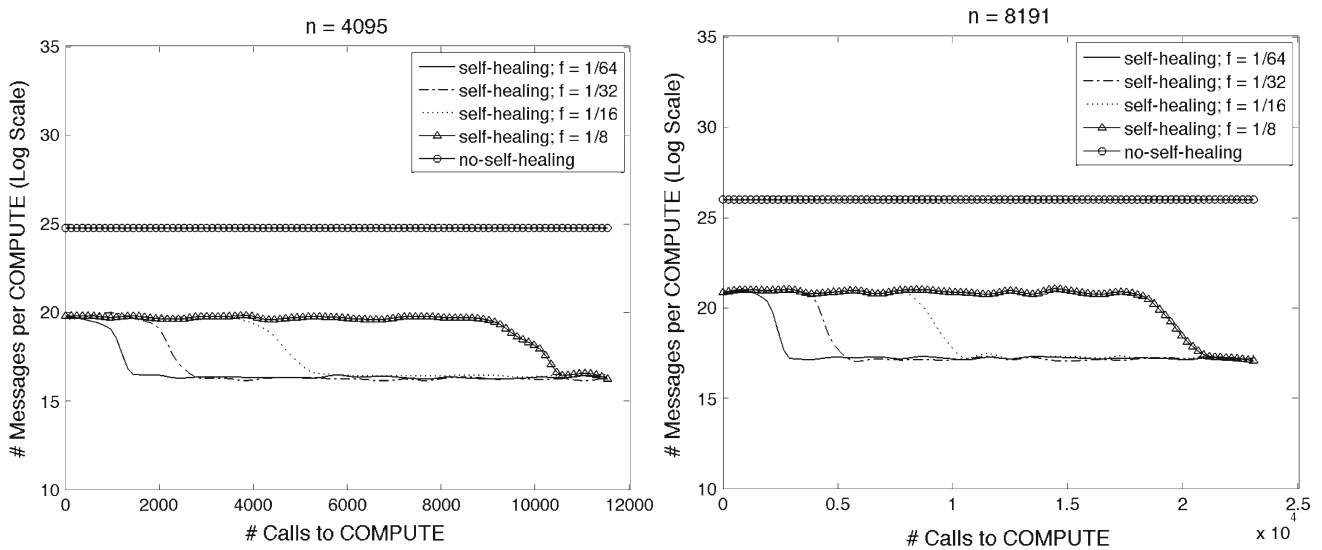 n = 4095
35
30
25
20
15
10
# Messages per COMPUTE (Log Scale)
self-healing; f = 1/64
self-healing; f = 1/32
self-healing; f = 1/16
self-healing; f = 1/8
no-self-healing
0
2000
4000
6000
8000
10000
12000
# Calls to COMPUTE
n = 8191
35
30
25
20
15
10
# Messages per COMPUTE (Log Scale)
self-healing; f = 1/64
self-healing; f = 1/32
self-healing; f = 1/16
self-healing; f = 1/8
no-self-healing
0
0.5
1
1.5
2
2.5
x 10^4
# Calls to COMPUTE